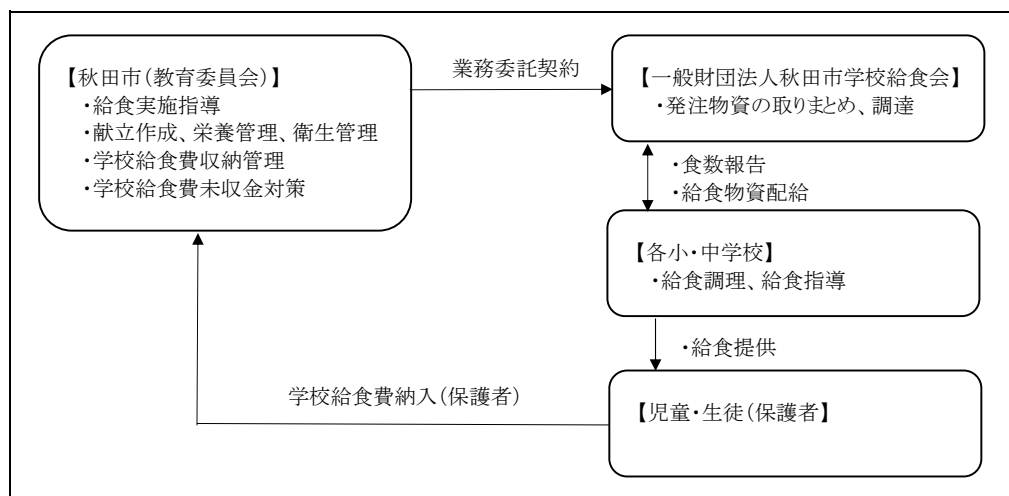 【秋田市(教育委員会)】
・給食実施指導
・献立作成、栄養管理、衛生管理
・学校給食費収納管理
・学校給食費未収金対策
業務委託契約
【一般財団法人秋田市学校給食会】
・発注物資の取りまとめ、調達
・食数報告
・給食物資配給
【各小・中学校】
・給食調理、給食指導
・給食提供
学校給食費納入(保護者)
【児童・生徒(保護者】